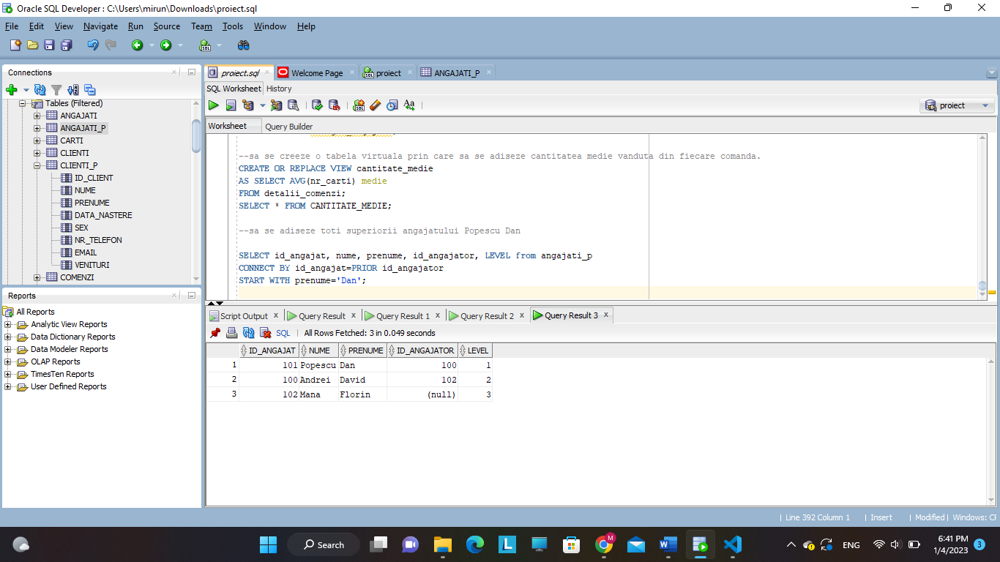 Oracle SQL Developer : C:\Users\mirun\Downloads\proiect.sql
File Edit View Navigate Run Source Team Tools Window Help
Connections
Tables (Filtered)
ANGAJATI
ANGAJATI_P
CARTI
CLIENTI
CLIENTI_P
ID_CLIENT
NUME
PRENUME
DATA_NASTERE
SEX
NR_TELEFON
EMAIL
VENITURI
COMENZI
Reports
All Reports
Analytic View Reports
Data Dictionary Reports
Data Modeler Reports
OLAP Reports
TimesTen Reports
User Defined Reports
proiect.sql Welcome Page proiect ANGAJATI_P
SQL Worksheet History
proiect
Worksheet Query Builder
--sa se creeze o tabela virtuala prin care sa se adiseze cantitatea medie vanduta din fiecare comanda.
CREATE OR REPLACE VIEW cantitate_medie
AS SELECT AVG(nr_carti) medie
FROM detalii_comenzi;
SELECT * FROM CANTITATE_MEDIE;
--sa se adiseze toti superiorii angajatului Popescu Dan
SELECT id_angajat, nume, prenume, id_angajator, LEVEL from angajati_p
CONNECT BY id_angajat=PRIOR id_angajator
START WITH prenume='Dan';
Script Output Query Result Query Result 1 Query Result 2 Query Result 3
SQL All Rows Fetched: 3 in 0.049 seconds
ID_ANGAJAT NUME PRENUME ID_ANGAJATOR LEVEL
1 101 Popescu Dan 100 1
2 100 Andrei David 102 2
3 102 Mana Florin (null) 3
Line 392 Column 1 Insert Modified Windows: CF
Search
M
L
ENG
6:41 PM
1/4/2023
3